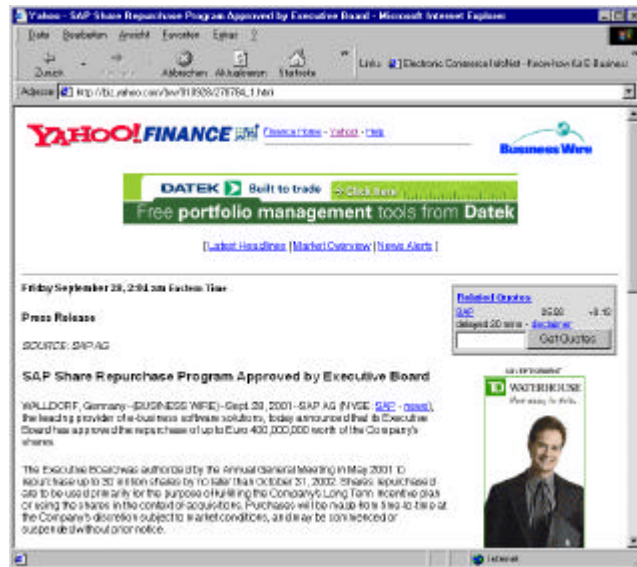 Yahoo - SAP Share Repurchase Program Approved by Executive Board - Microsoft Internet Explorer
Datei Bearbeiten Ansicht Favoriten Extras ?
Zurück Abbrechen Aktualisieren Startseite
Links Electronic Commerce InfoNet - Know-how für E-Business
Adresse http://biz.yahoo.com/bw/010928/
YAHOO! FINANCE
Finance Home - Yahoo! - Help
Business Wire
DATEK Built to trade Click here
Free portfolio management tools from Datek
[ Latest Headlines | Market Overview | News Alerts ]
Friday September 28, 2:04 am Eastern Time
Related Quotes
SAP
delayed 20 mins - disclaimer
Get Quotes
Press Release
SOURCE: SAP AG
ADVERTISEMENT
TD WATERHOUSE
SAP Share Repurchase Program Approved by Executive Board
WALLDORF, Germany--(BUSINESS WIRE)--Sept. 28, 2001--SAP AG (NYSE: SAP - news),
the leading provider of e-business software solutions, today announced that its Executive
Board has approved the repurchase of up to Euro 400,000,000 worth of the Company's
shares.
The Executive Board was authorized by the Annual General Meeting in May 2001 to
repurchase up to 30 million shares by no later than October 31, 2002. Shares repurchased
are to be used primarily for the purpose of fulfilling the Company's Long Term Incentive plan
or using the shares in the context of acquisitions. Purchases will be made from time to time at
the Company's discretion subject to market conditions, and may be commenced or
suspended without prior notice.
Internet